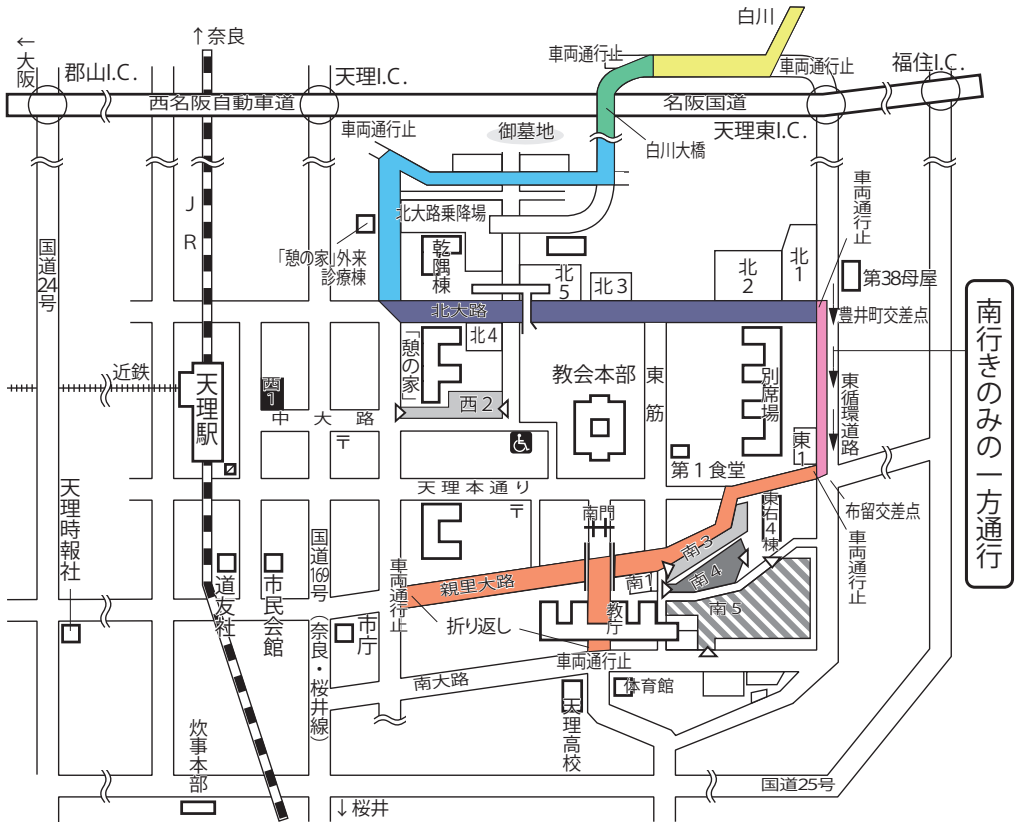 白川
↑奈良
←大阪
車両通行止
車両通行止
郡山I.C.
天理I.C.
福住I.C.
西名阪自動車道
名阪国道
車両通行止
御墓地
天理東I.C.
白川大橋
車両通行止
JR
北大路乗降場
国道24号
「憩の家」外来
診療棟
乾隅棟
北5
北3
北2
北1
第38母屋
北大路
豊井町交差点
南行きのみの一方通行
北4
「憩の家」
教会本部
東筋
別席場
東循環道路
近鉄
天理駅
西1
西2
中大路
〒
東1
第1食堂
天理本通り
〒
布留交差点
天理時報社
南門
東右4棟
車両通行止
国道169号(奈良・桜井線)
車両通行止
南3
南4
親里大路
南1
道友社
市民会館
市庁
折り返し
教庁
南5
車両通行止
南大路
体育館
天理高校
炊事本部
国道25号
↓桜井